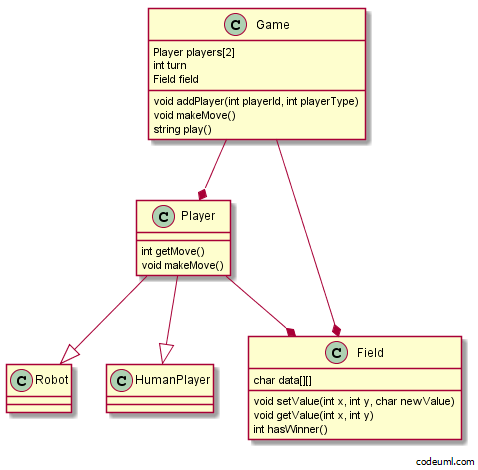 C Game
Player players[2]
int turn
Field field
void addPlayer(int playerId, int playerType)
void makeMove()
string play()
C Player
int getMove()
void makeMove()
C Robot
C HumanPlayer
C Field
char data[][]
void setValue(int x, int y, char newValue)
void getValue(int x, int y)
int hasWinner()
codeuml.com